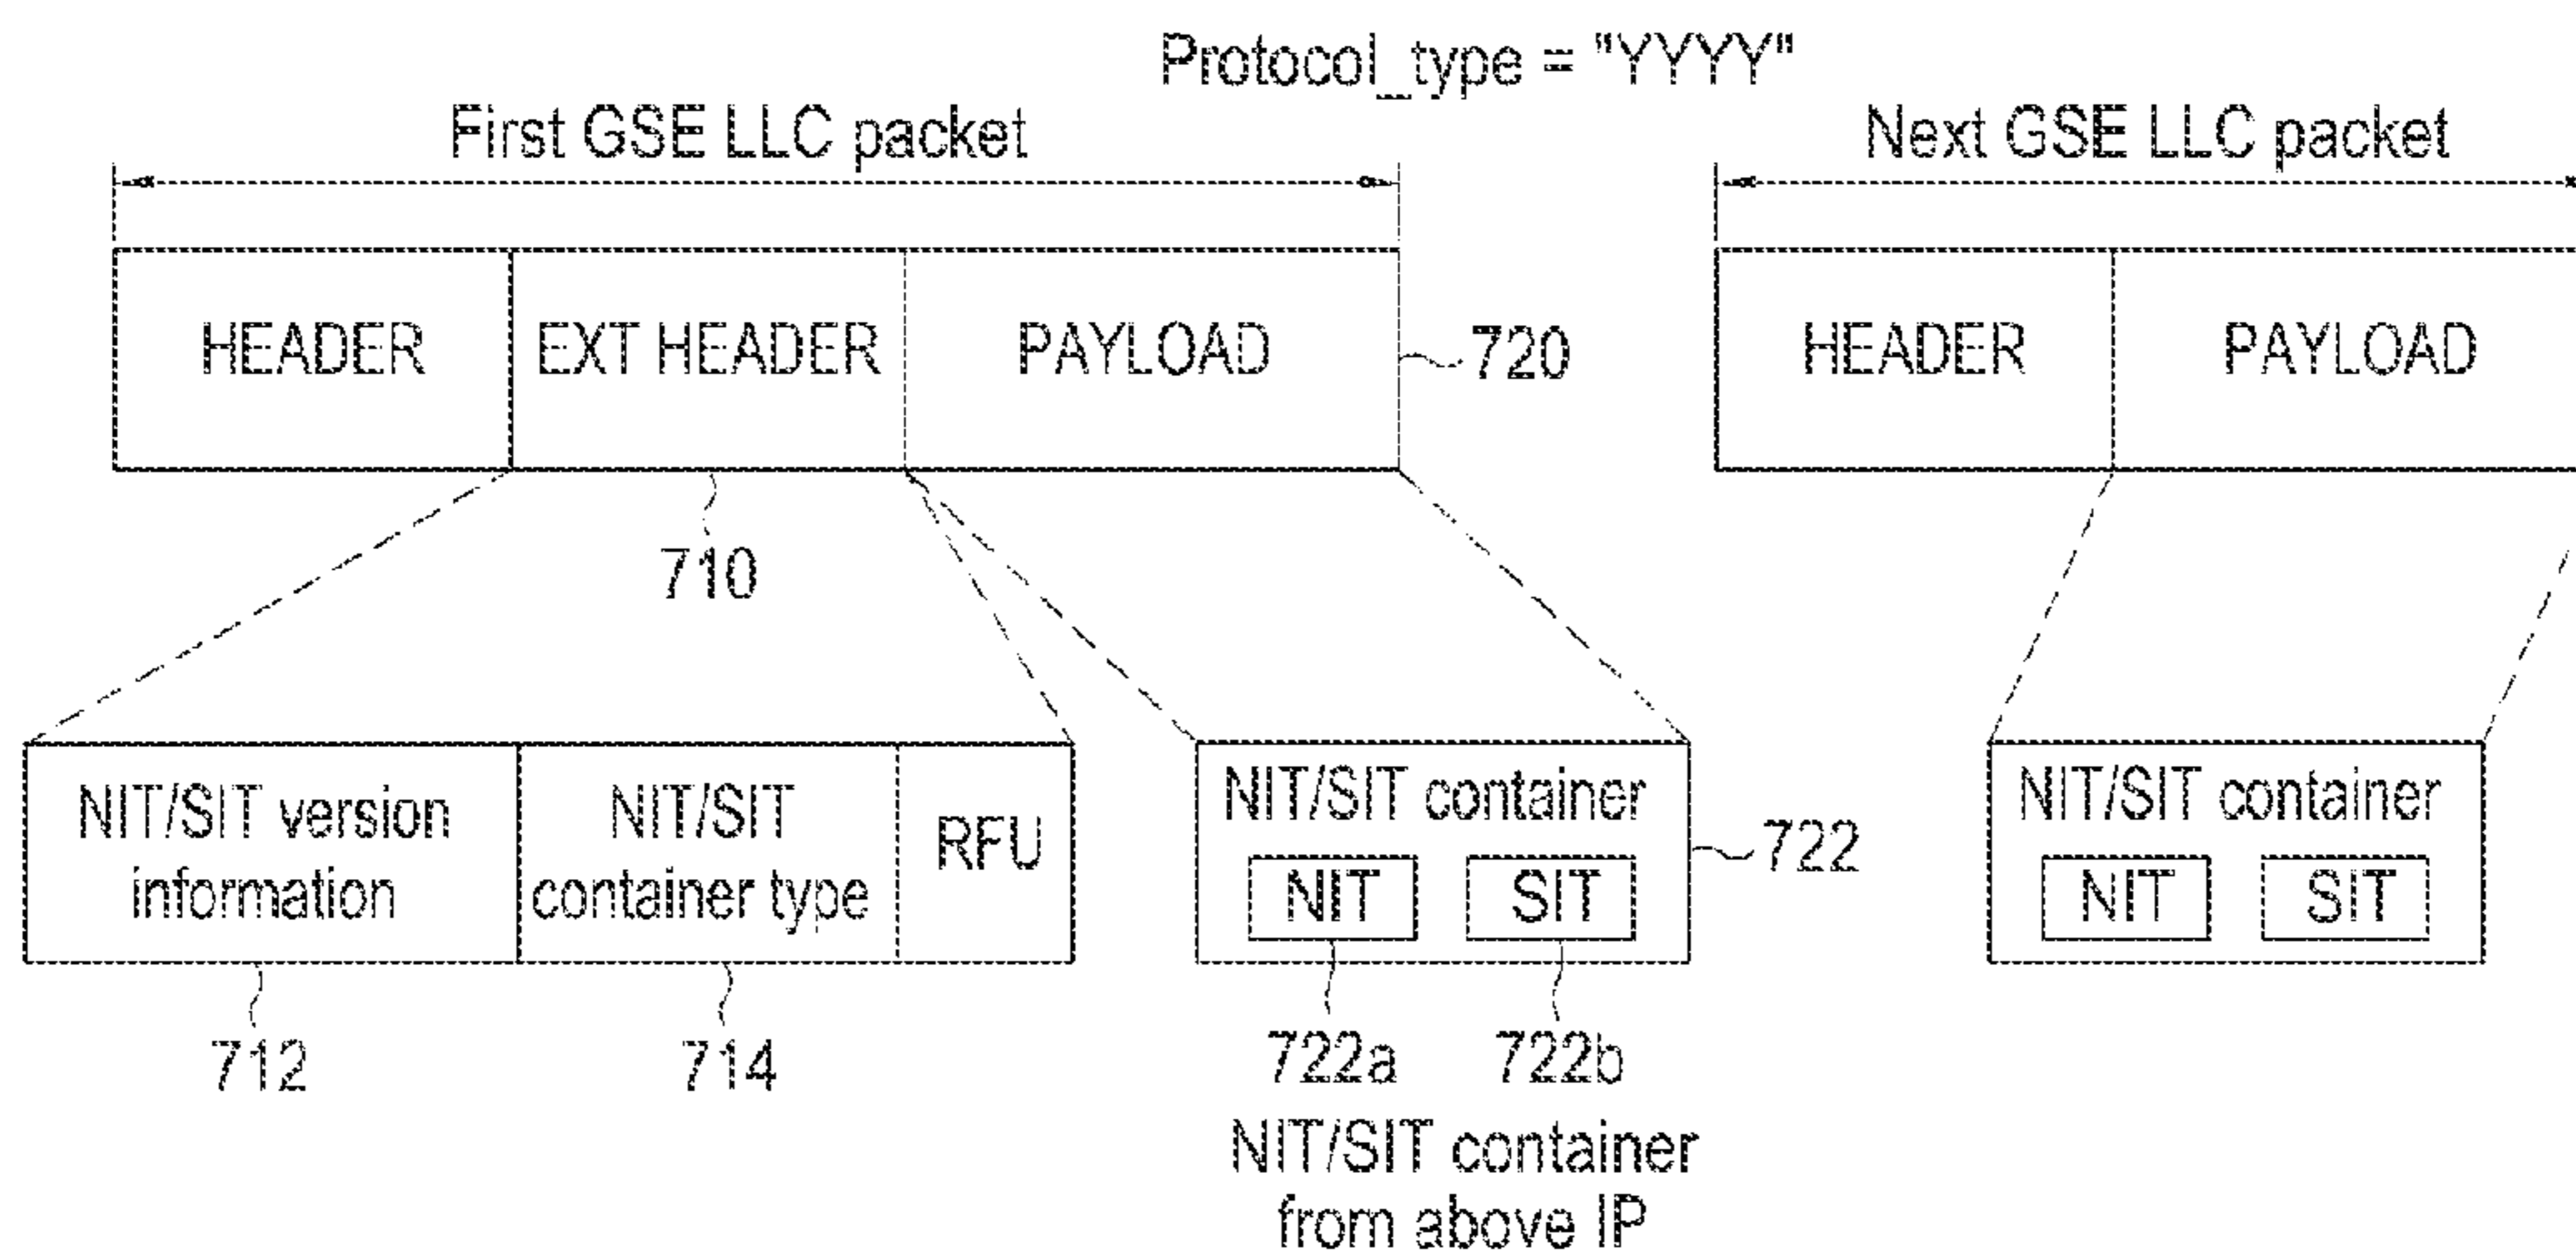 Protocol_type = "YYYY"
First GSE LLC packet
Next GSE LLC packet
HEADER
EXT HEADER
PAYLOAD
720
HEADER
PAYLOAD
710
NIT/SIT version
information
NIT/SIT
container type
RFU
NIT/SIT container
NIT
SIT
722
NIT/SIT container
NIT
SIT
712
714
722a
722b
NIT/SIT container
from above IP